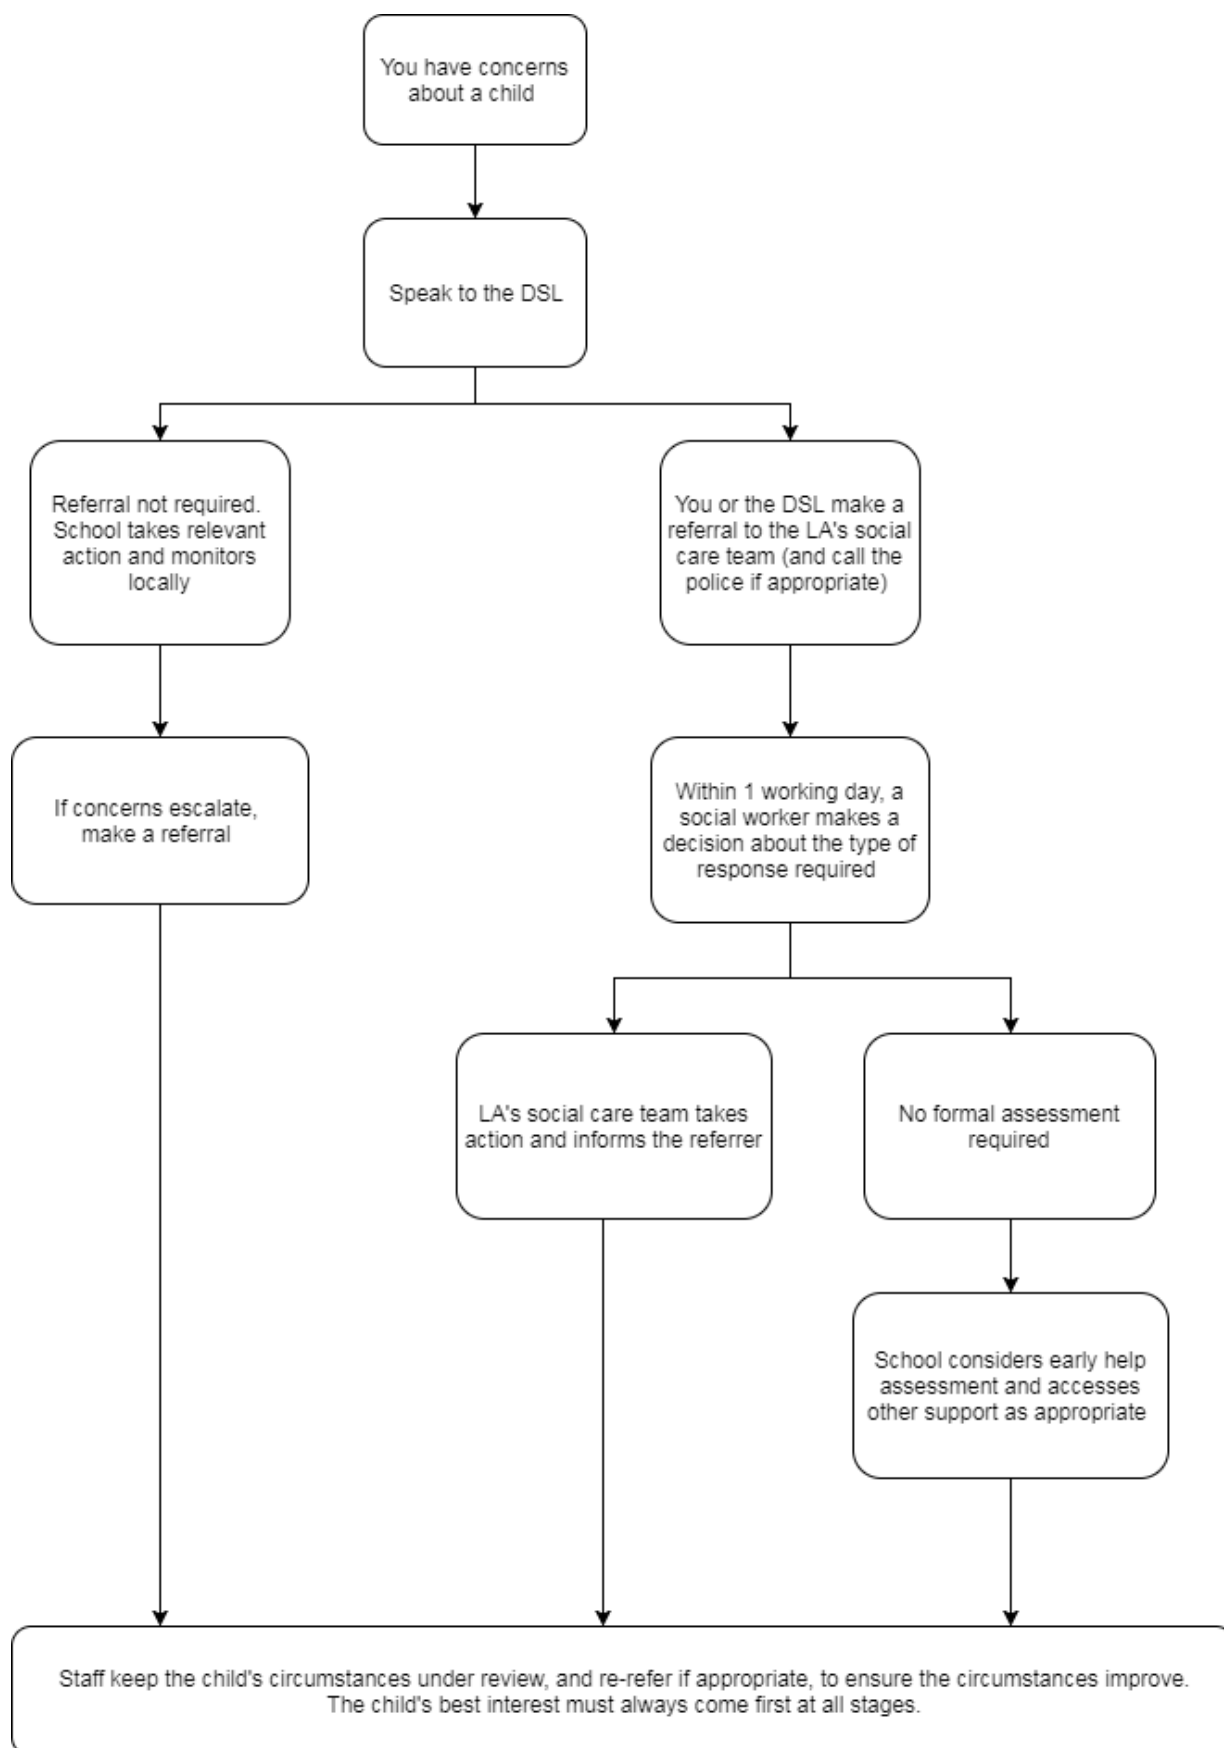 You have concerns
about a child
Speak to the DSL
Referral not required.
School takes relevant
action and monitors
locally
You or the DSL make a
referral to the LA's social
care team (and call the
police if appropriate)
If concerns escalate,
make a referral
Within 1 working day, a
social worker makes a
decision about the type of
response required
LA's social care team takes
action and informs the referrer
No formal assessment
required
School considers early help
assessment and accesses
other support as appropriate
Staff keep the child's circumstances under review, and re-refer if appropriate, to ensure the circumstances improve.
The child's best interest must always come first at all stages.